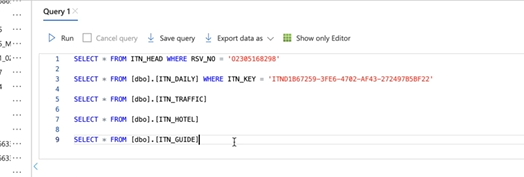 Query 1
Run
Cancel query
Save query
Export data as
Show only Editor
1 SELECT * FROM ITN_HEAD WHERE RSV_NO = '02305168298'
2
3 SELECT * FROM [dbo].[ITN_DAILY] WHERE ITN_KEY = 'ITND1B67259-3FE6-4702-AF43-272497B5BF22'
4
5 SELECT * FROM [dbo].[ITN_TRAFFIC]
6
7 SELECT * FROM [dbo].[ITN_HOTEL]
8
9 SELECT * FROM [dbo].[ITN_GUIDE]